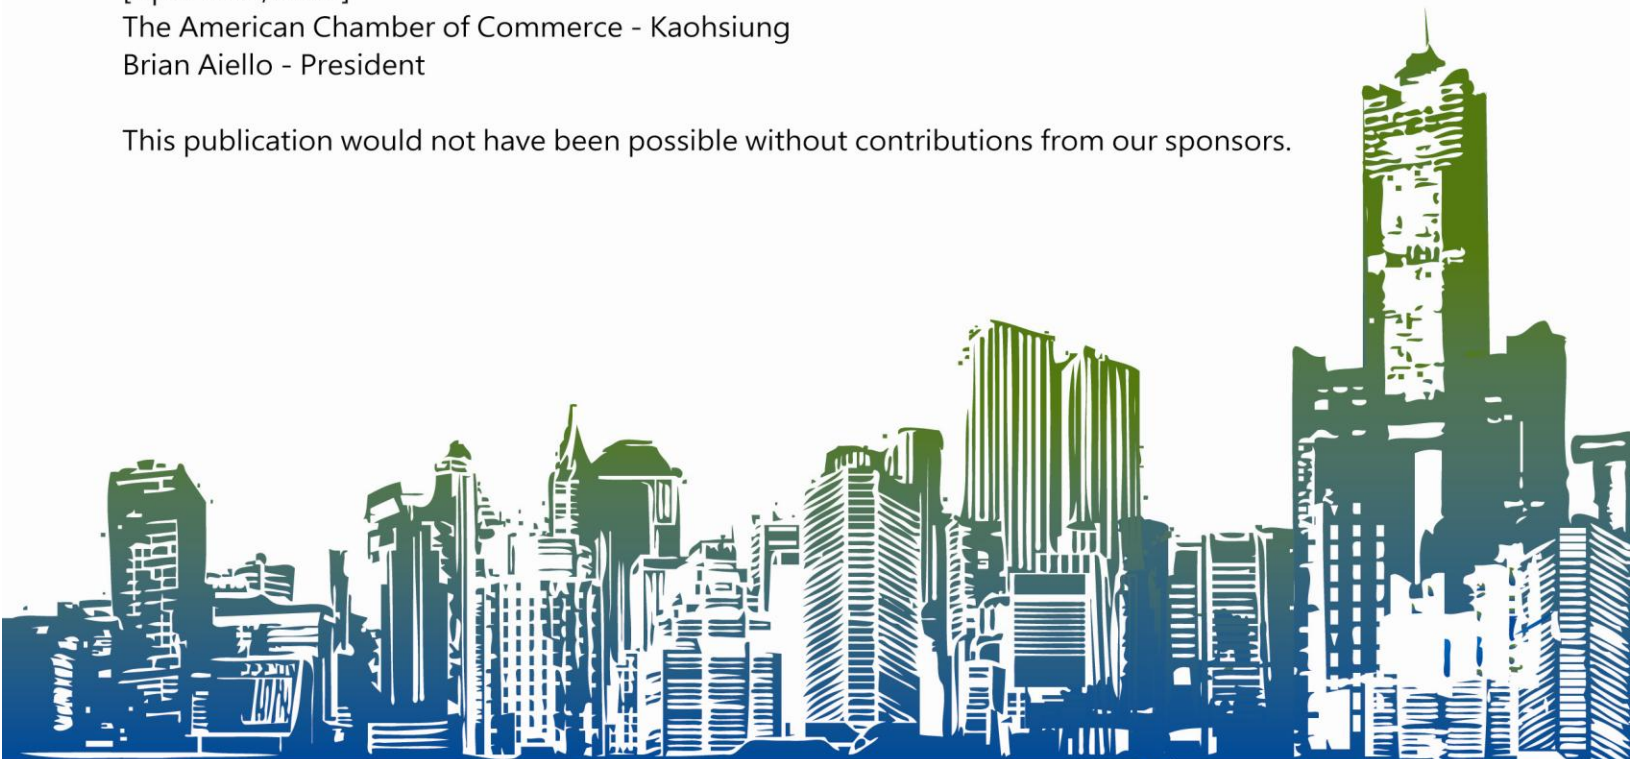 The American Chamber of Commerce - Kaohsiung
Brian Aiello - President
This publication would not have been possible without contributions from our sponsors.